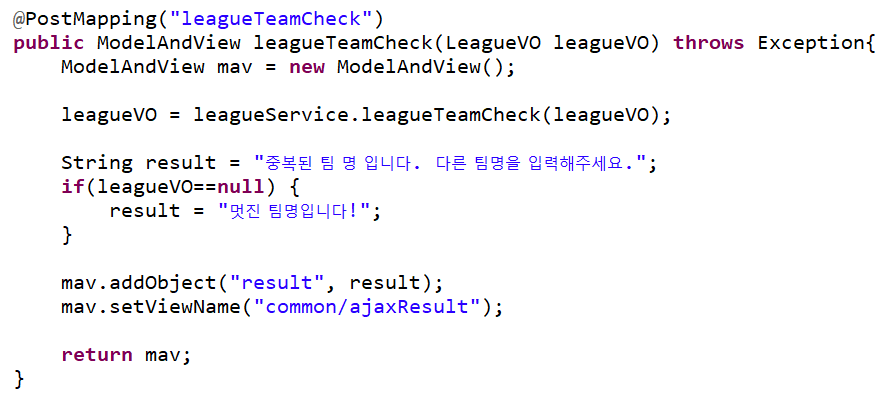 @PostMapping("leagueTeamCheck")
public ModelAndView leagueTeamCheck(LeagueVO leagueVO) throws Exception{
ModelAndView mav = new ModelAndView();
leagueVO = leagueService.leagueTeamCheck(leagueVO);
String result = "중복된 팀 명 입니다. 다른 팀명을 입력해주세요.";
if(leagueVO==null) {
result = "멋진 팀명입니다!";
}
mav.addObject("result", result);
mav.setViewName("common/ajaxResult");
return mav;
}